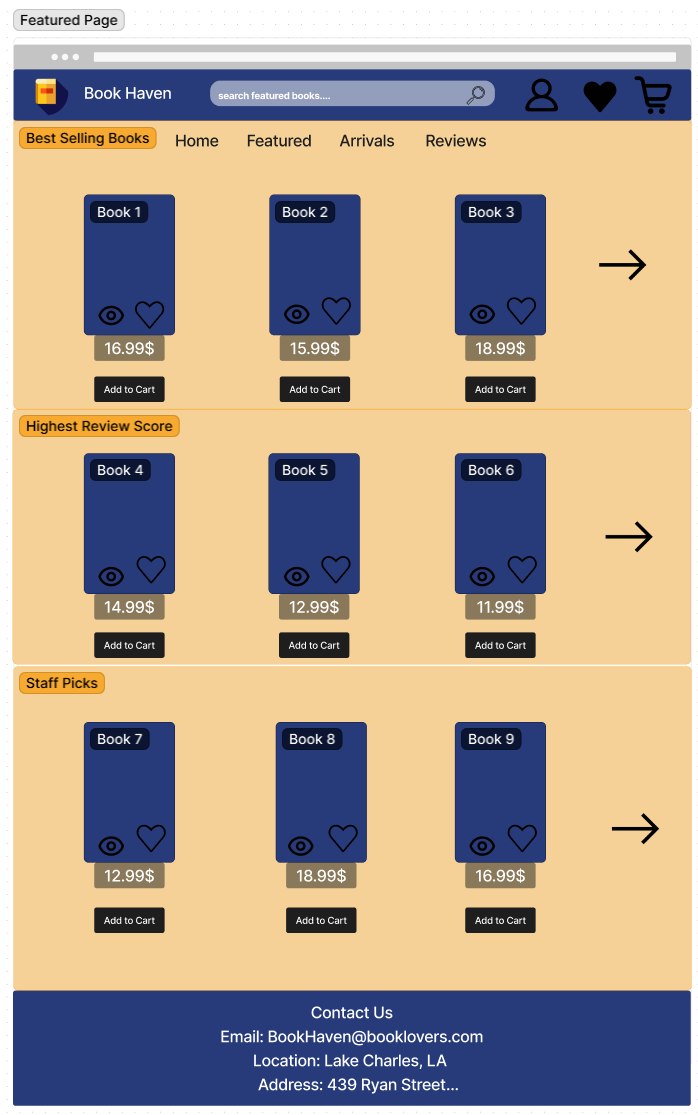 Featured Page
Book Haven
search featured books....
Best Selling Books
Home Featured Arrivals Reviews
Book 1 Book 2 Book 3
16.99$ 15.99$ 18.99$
Add to Cart Add to Cart Add to Cart
Highest Review Score
Book 4 Book 5 Book 6
14.99$ 12.99$ 11.99$
Add to Cart Add to Cart Add to Cart
Staff Picks
Book 7 Book 8 Book 9
12.99$ 18.99$ 16.99$
Add to Cart Add to Cart Add to Cart
Contact Us
Email: BookHaven@booklovers.com
Location: Lake Charles, LA
Address: 439 Ryan Street...